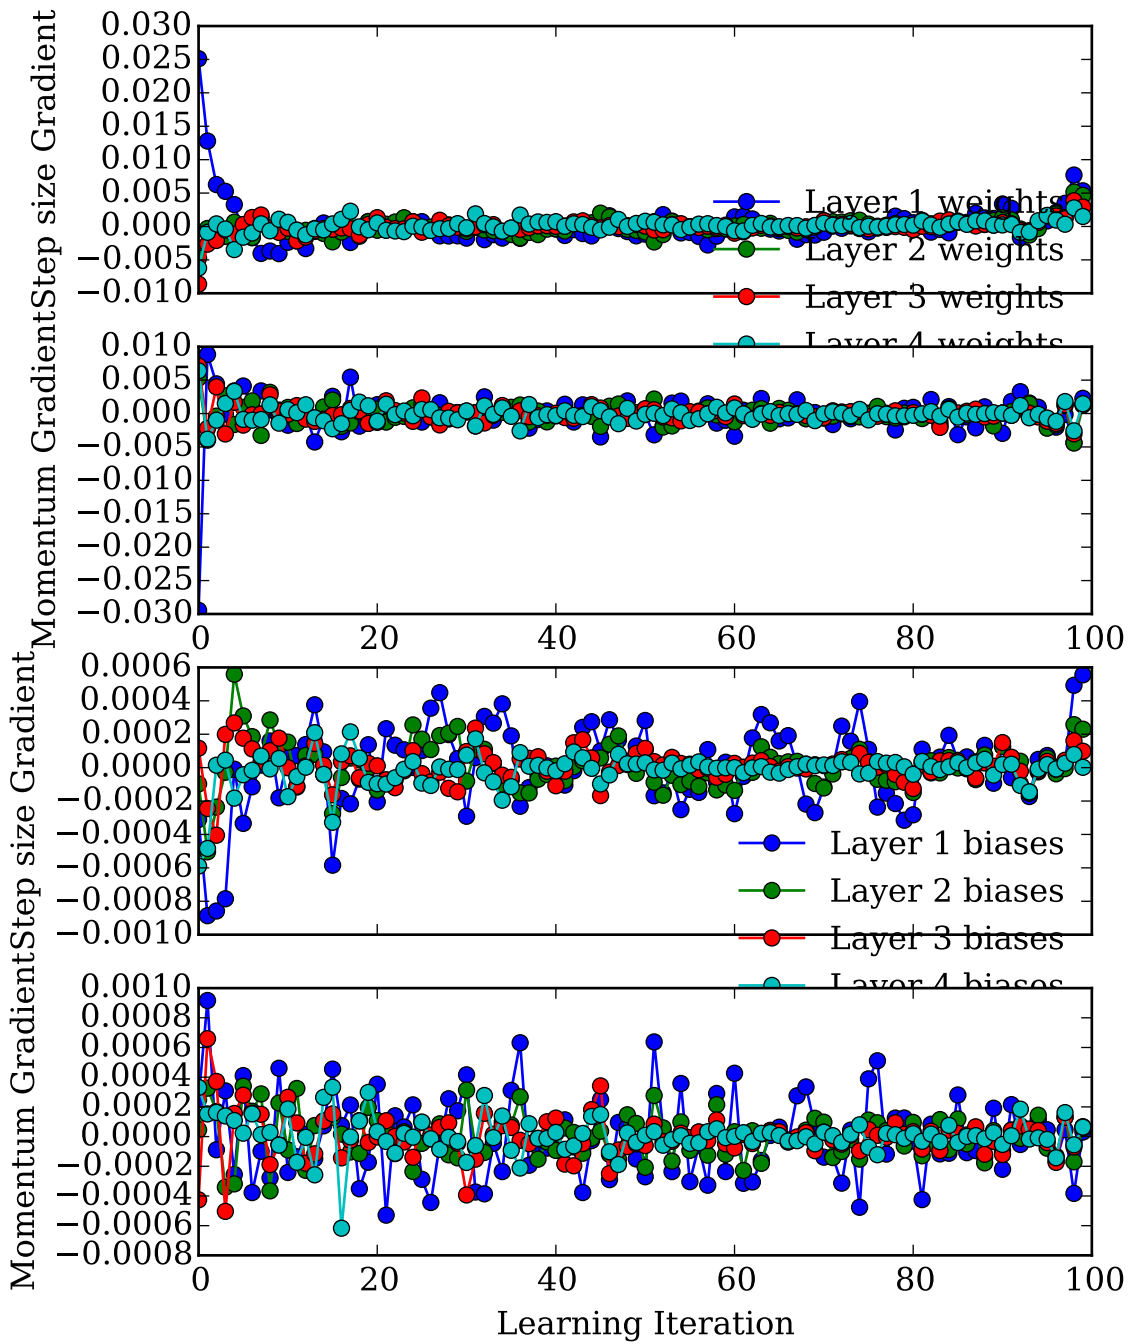 Step size Gradient
0.030
0.025
0.020
0.015
0.010
0.005
0.000
−0.005
−0.010
Layer 1 weights
Layer 2 weights
Layer 3 weights
Layer 4 weights
Momentum Gradient
0.010
0.005
0.000
−0.005
−0.010
−0.015
−0.020
−0.025
−0.030
0 20 40 60 80 100
Step size Gradient
0.0006
0.0004
0.0002
0.0000
−0.0002
−0.0004
−0.0006
−0.0008
−0.0010
Layer 1 biases
Layer 2 biases
Layer 3 biases
Layer 4 biases
Momentum Gradient
0.0010
0.0008
0.0006
0.0004
0.0002
0.0000
−0.0002
−0.0004
−0.0006
−0.0008
0 20 40 60 80 100
Learning Iteration